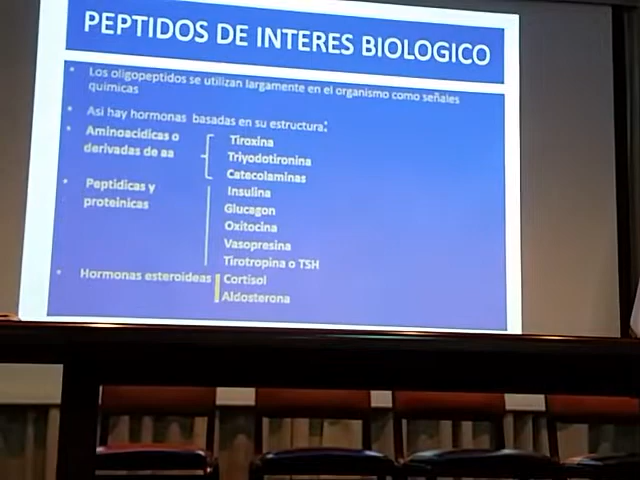 PEPTIDOS DE INTERES BIOLOGICO
Los oligopeptidos se utilizan largamente en el organismo como señales
quimicas
Asi hay hormonas basadas en su estructura:
Aminoacidicas o
derivadas de aa
Tiroxina
Triyodotironina
Catecolaminas
Peptidicas y
proteinicas
Insulina
Glucagon
Oxitocina
Vasopresina
Tirotropina o TSH
Hormonas esteroideas
Cortisol
Aldosterona